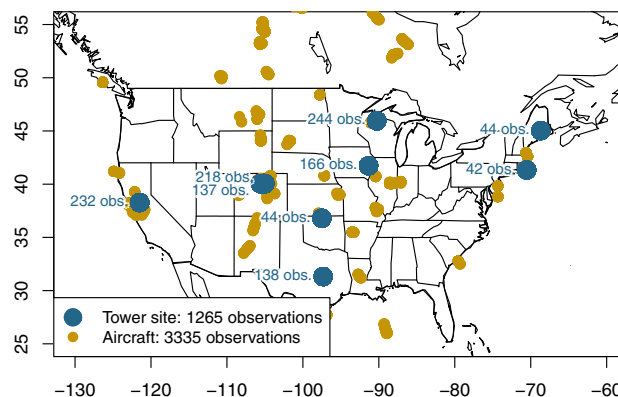 55
50
45
40
35
30
25
244 obs.
44 obs.
166 obs.
42 obs.
218 obs.
137 obs.
232 obs.
44 obs.
138 obs.
Tower site: 1265 observations
Aircraft: 3335 observations
−130 −120 −110 −100 −90 −80 −70 −60